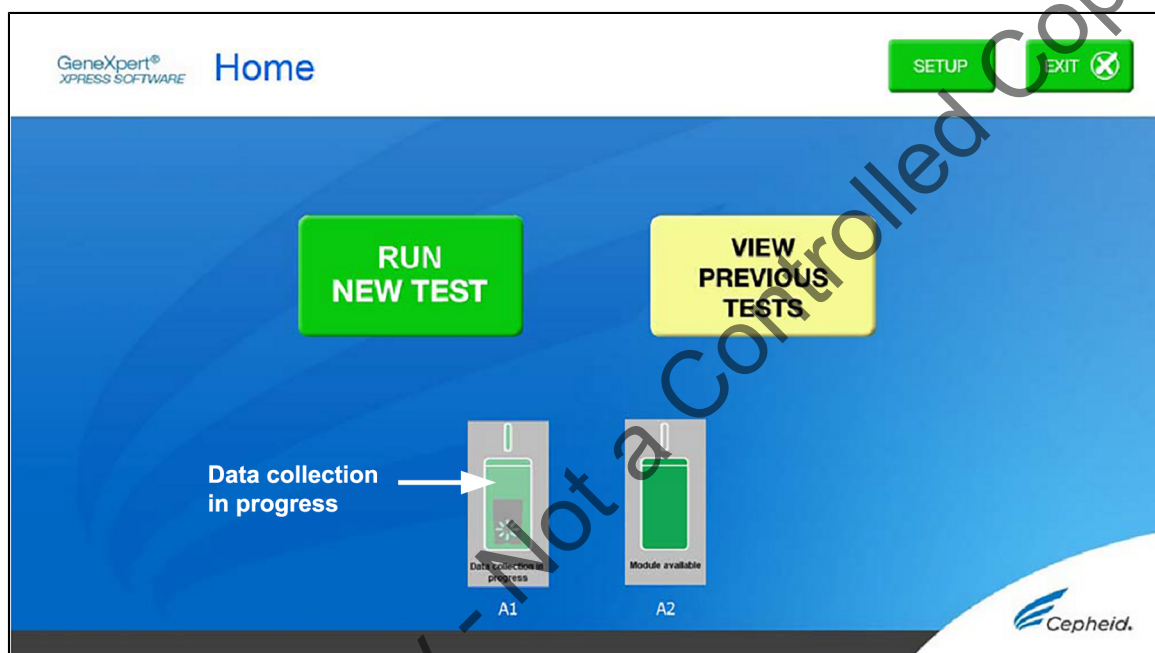 GeneXpert®
XPRESS SOFTWARE
Home
SETUP
EXIT
RUN
NEW TEST
VIEW
PREVIOUS
TESTS
Data collection
in progress
Data collection in
progress
Module available
A1
A2
Cepheid.
- Not a Controlled Cop